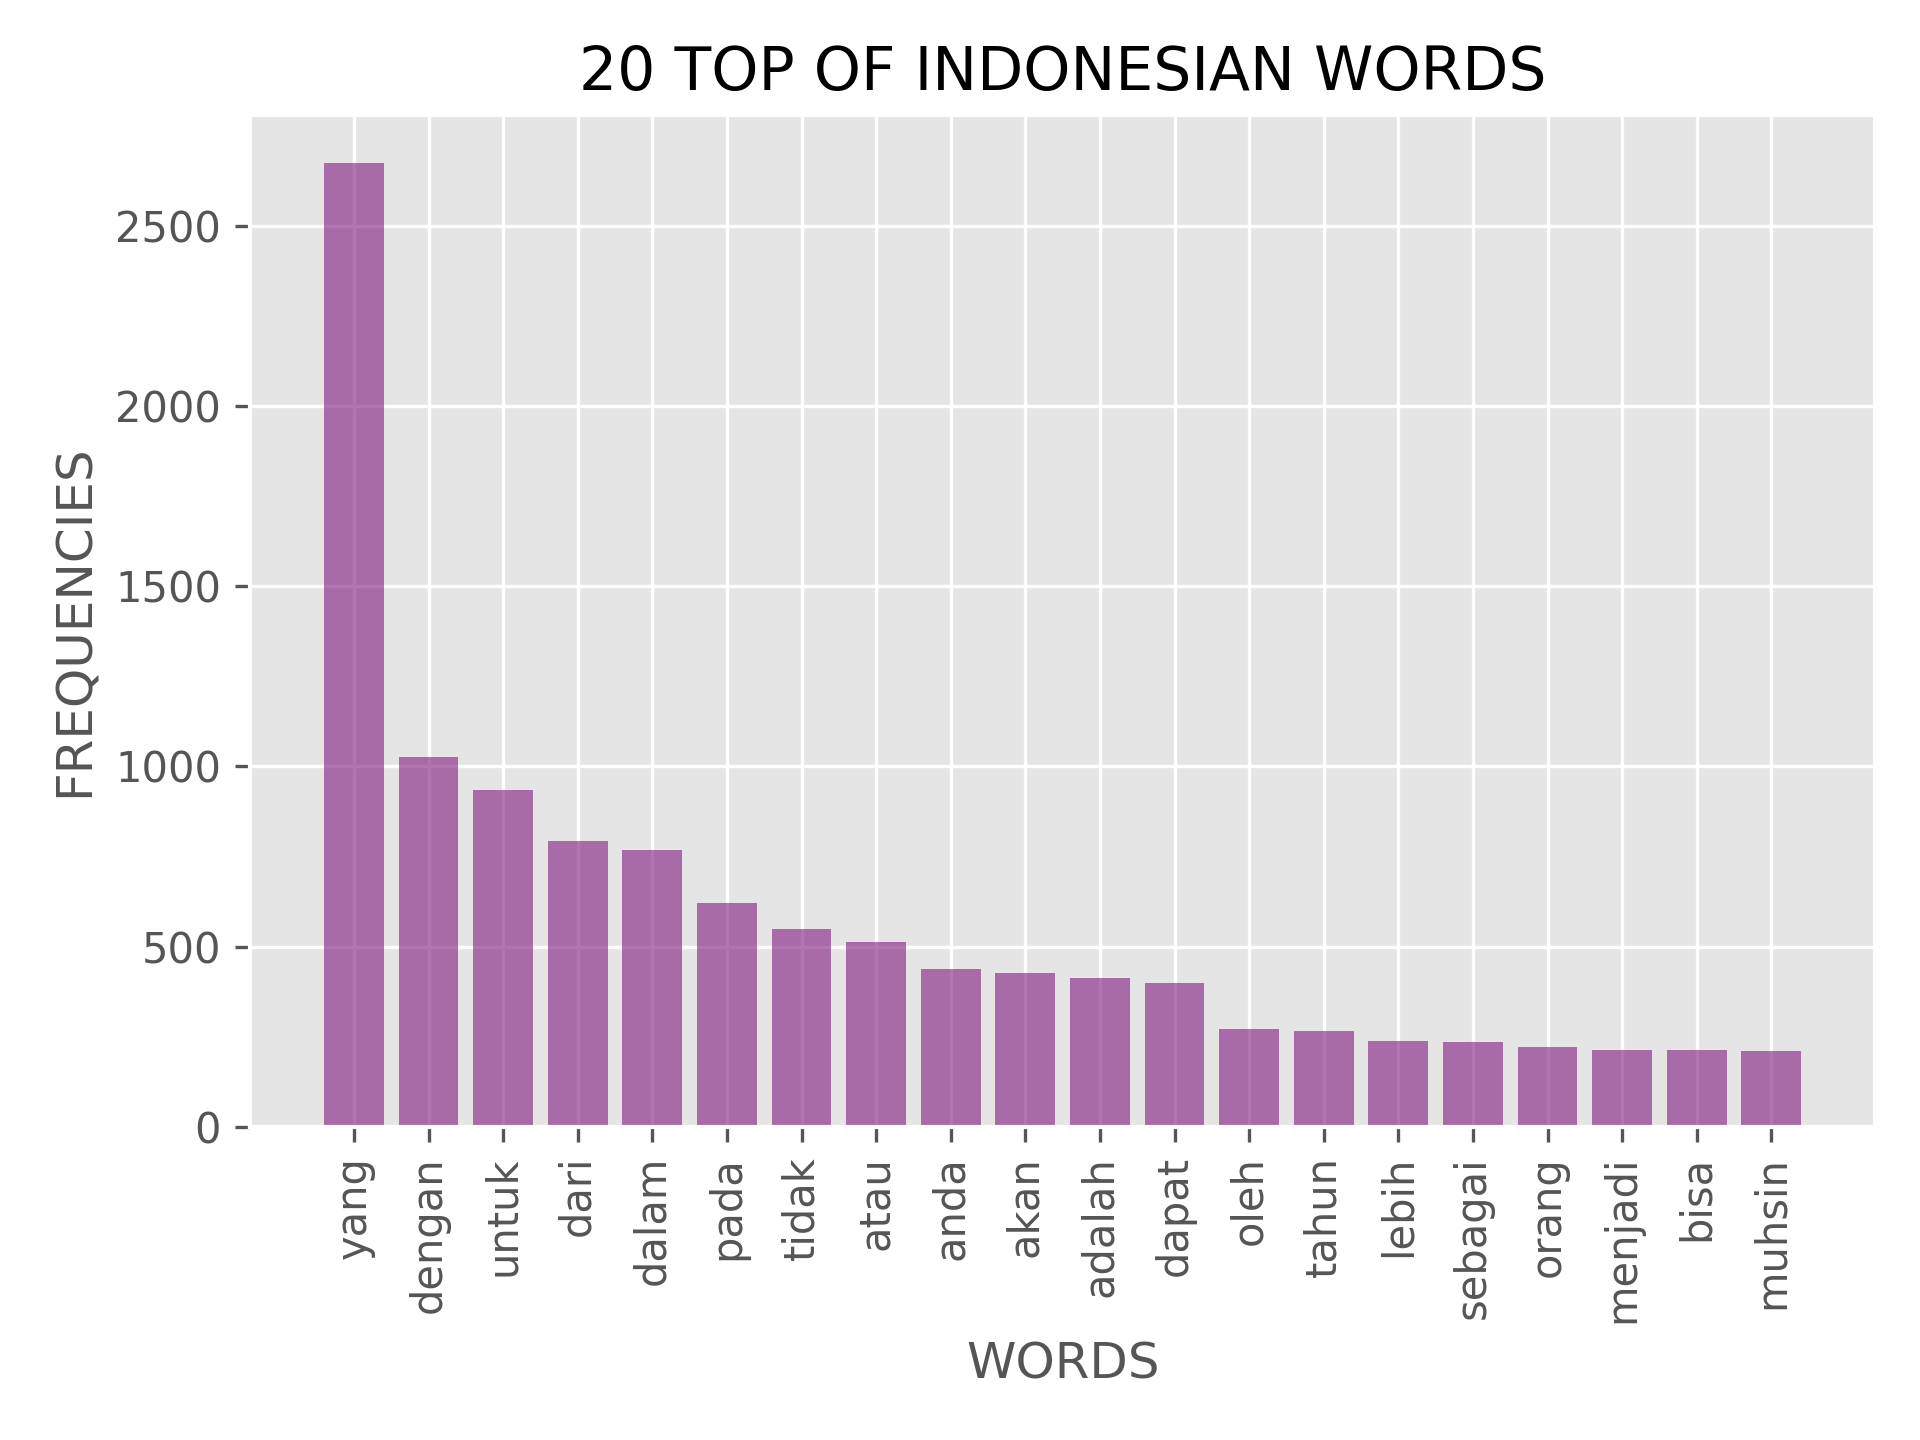 20 TOP OF INDONESIAN WORDS
FREQUENCIES
2500
2000
1500
1000
500
0
yang
dengan
untuk
dari
dalam
pada
tidak
atau
anda
akan
adalah
dapat
oleh
tahun
lebih
sebagai
orang
menjadi
bisa
muhsin
WORDS